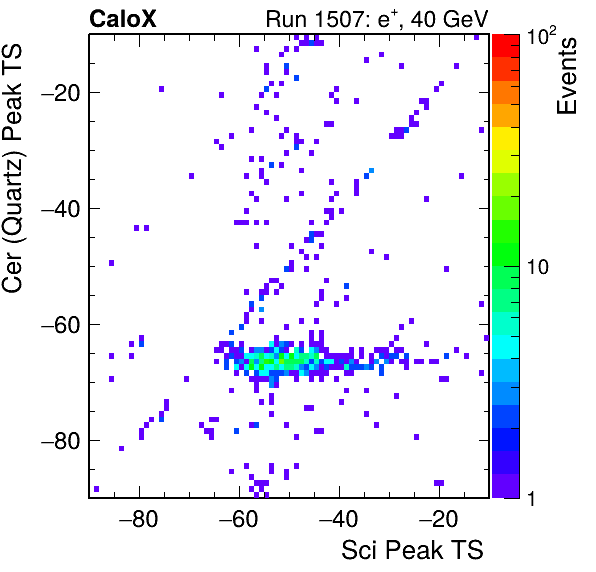 CaloX
Run 1507: e+, 40 GeV
Cer (Quartz) Peak TS
−20
−40
−60
−80
−80
−60
−40
−20
Sci Peak TS
10²
10
1
Events